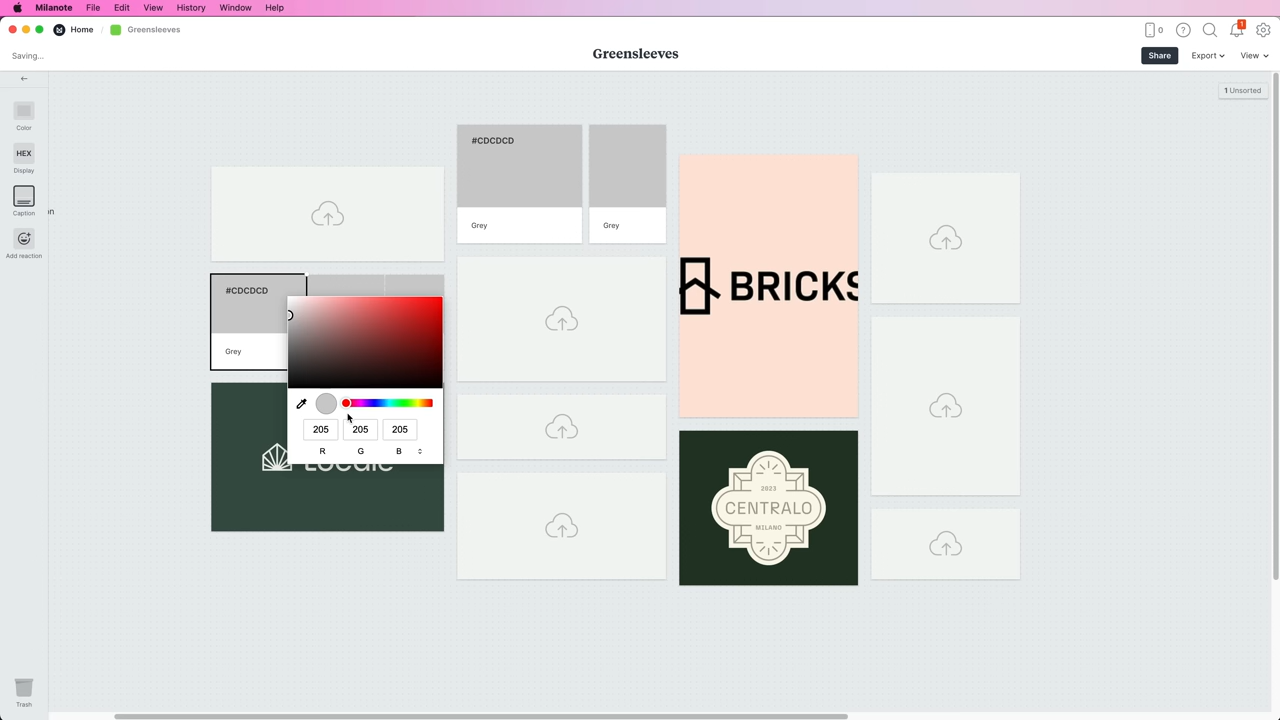 Milanote File Edit View History Window Help
Home / Greensleeves
0
1
Saving...
Greensleeves
Share Export View
1 Unsorted
Color
HEX
Display
Caption
Add reaction
Trash
#CDCDCD
Grey
#CDCDCD
Grey
Grey
205 205 205
R G B
BRICKS
2023
CENTRALO
MILANO